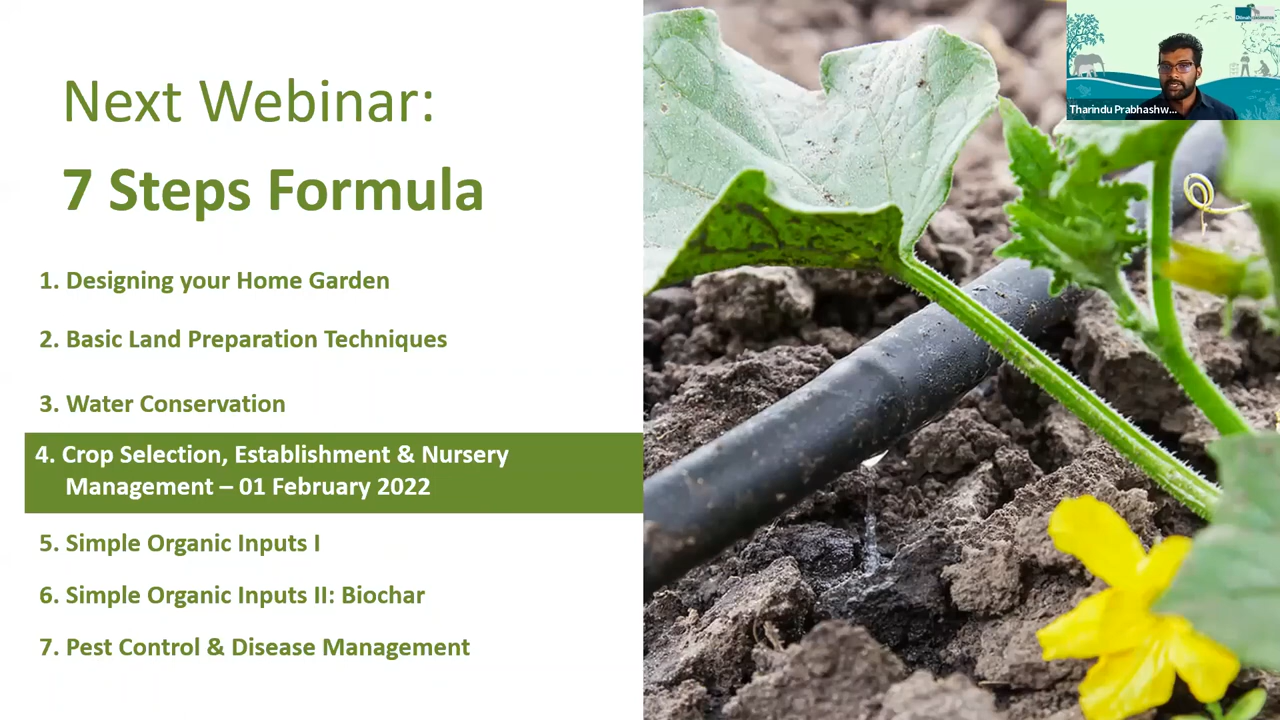 Next Webinar:
7 Steps Formula
1. Designing your Home Garden
2. Basic Land Preparation Techniques
3. Water Conservation
4. Crop Selection, Establishment & Nursery
Management – 01 February 2022
5. Simple Organic Inputs I
6. Simple Organic Inputs II: Biochar
7. Pest Control & Disease Management
Tharindu Prabhashw...